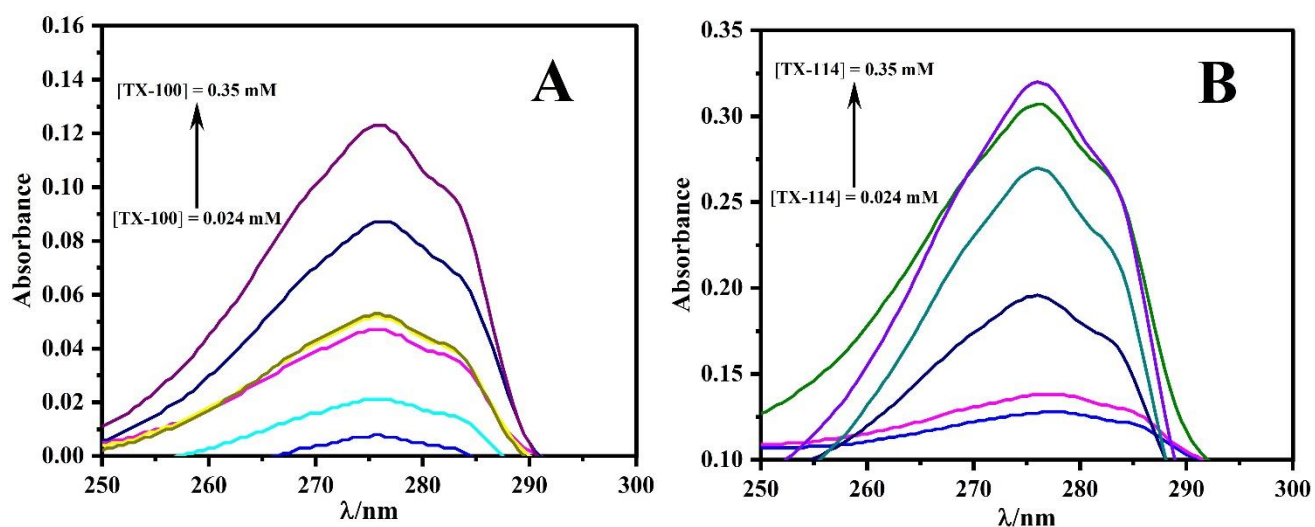 A
[TX-100] = 0.35 mM
[TX-100] = 0.024 mM
Absorbance
0.16
0.14
0.12
0.10
0.08
0.06
0.04
0.02
0.00
250 260 270 280 290 300
λ/nm
B
[TX-114] = 0.35 mM
[TX-114] = 0.024 mM
Absorbance
0.35
0.30
0.25
0.20
0.15
0.10
250 260 270 280 290 300
λ/nm